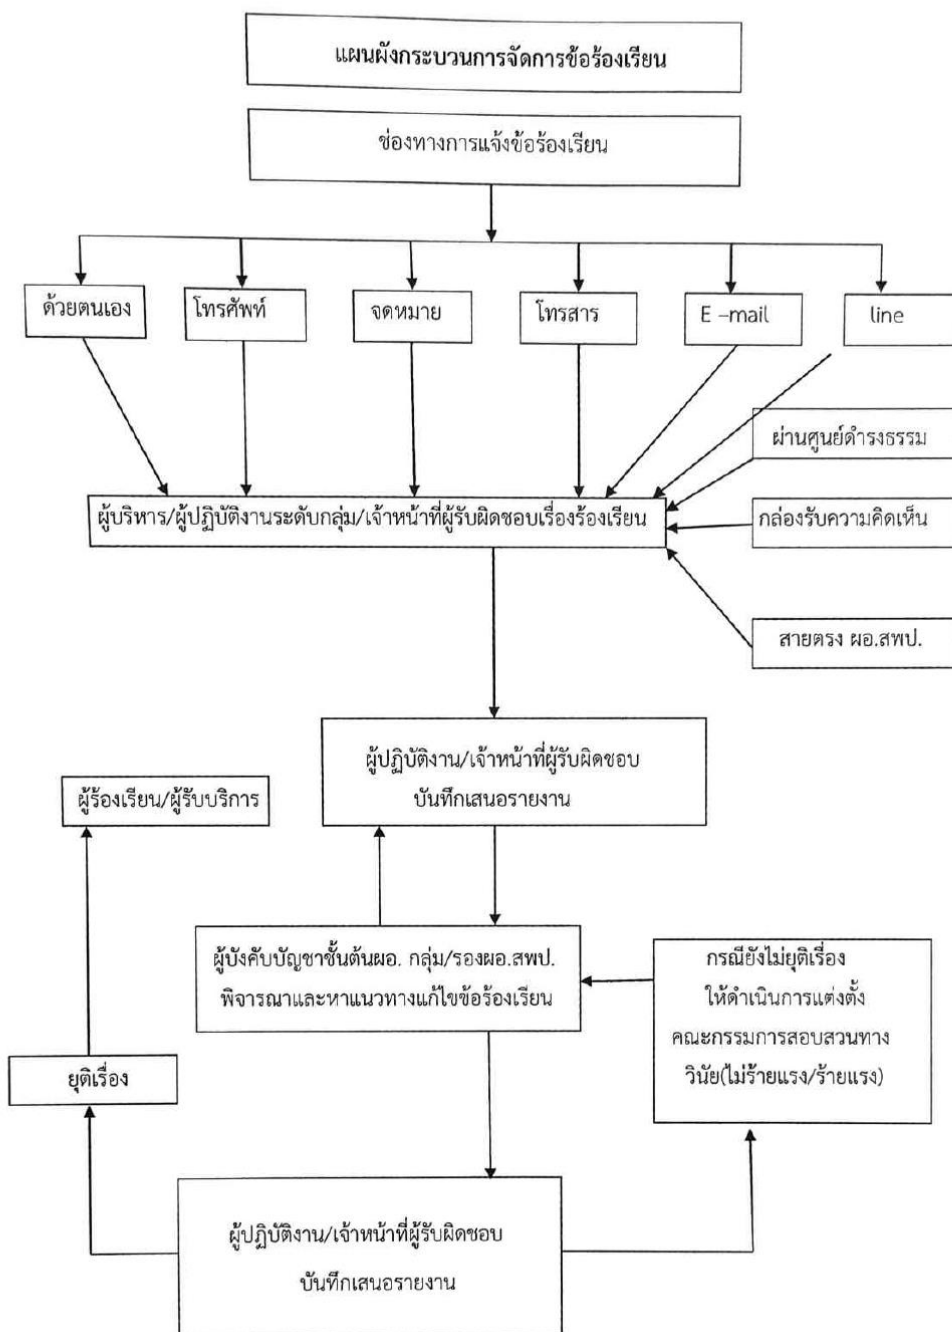 แผนผังกระบวนการจัดการข้อร้องเรียน
ช่องทางการแจ้งข้อร้องเรียน
ด้วยตนเอง
โทรศัพท์
จดหมาย
โทรสาร
E –mail
line
ผ่านศูนย์ดำรงธรรม
ผู้บริหาร/ผู้ปฏิบัติงานระดับกลุ่ม/เจ้าหน้าที่ผู้รับผิดชอบเรื่องร้องเรียน
กล่องรับความคิดเห็น
สายตรง ผอ.สพป.
ผู้ปฏิบัติงาน/เจ้าหน้าที่ผู้รับผิดชอบ
บันทึกเสนอรายงาน
ผู้ร้องเรียน/ผู้รับบริการ
ผู้บังคับบัญชาชั้นต้นผอ. กลุ่ม/รองผอ.สพป.
พิจารณาและหาแนวทางแก้ไขข้อร้องเรียน
กรณียังไม่ยุติเรื่อง
ให้ดำเนินการแต่งตั้ง
คณะกรรมการสอบสวนทาง
วินัย(ไม่ร้ายแรง/ร้ายแรง)
ยุติเรื่อง
ผู้ปฏิบัติงาน/เจ้าหน้าที่ผู้รับผิดชอบ
บันทึกเสนอรายงาน